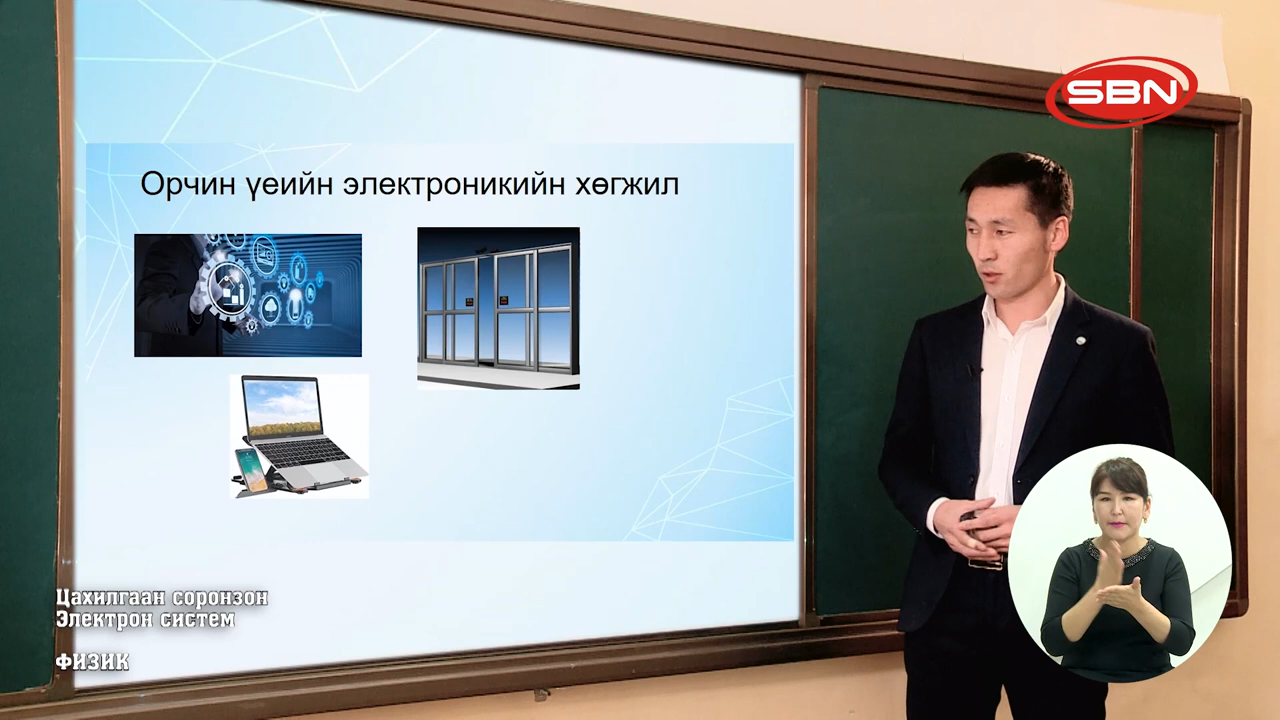 SBN
Орчин үеийн электроникийн хөгжил
Цахилгаан соронзон
Электрон систем
ФИЗИК